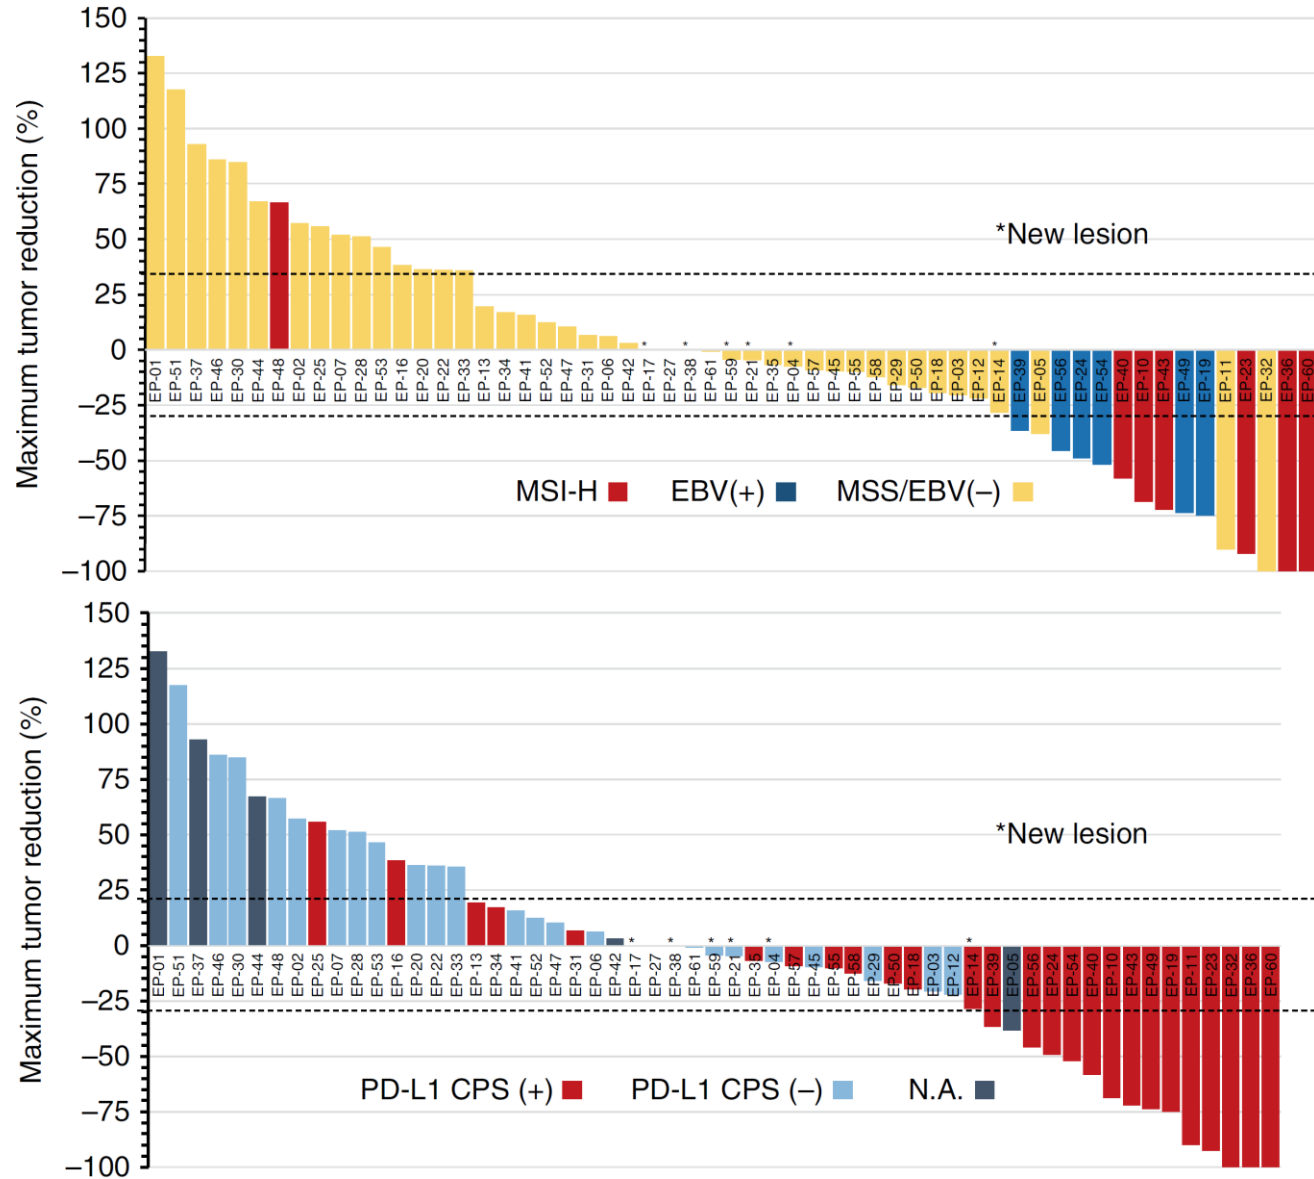 Maximum tumor reduction (%)
150
125
100
75
50
25
0
−25
−50
−75
−100
*New lesion
* * * * * *
EP-01 EP-51 EP-37 EP-46 EP-30 EP-44 EP-48 EP-02 EP-25 EP-07 EP-28 EP-53 EP-16 EP-20 EP-22 EP-33 EP-13 EP-34 EP-41 EP-52 EP-47 EP-31 EP-06 EP-42 EP-17 EP-27 EP-38 EP-61 EP-59 EP-21 EP-35 EP-04 EP-57 EP-45 EP-55 EP-58 EP-29 EP-50 EP-18 EP-03 EP-12 EP-14 EP-39 EP-05 EP-56 EP-24 EP-54 EP-40 EP-10 EP-43 EP-49 EP-19 EP-11 EP-23 EP-32 EP-36 EP-60
MSI-H EBV(+) MSS/EBV(–)
Maximum tumor reduction (%)
150
125
100
75
50
25
0
−25
−50
−75
−100
*New lesion
* * * * * *
EP-01 EP-51 EP-37 EP-46 EP-30 EP-44 EP-48 EP-02 EP-25 EP-07 EP-28 EP-53 EP-16 EP-20 EP-22 EP-33 EP-13 EP-34 EP-41 EP-52 EP-47 EP-31 EP-06 EP-42 EP-17 EP-27 EP-38 EP-61 EP-59 EP-21 EP-35 EP-04 EP-57 EP-45 EP-55 EP-58 EP-29 EP-50 EP-18 EP-03 EP-12 EP-14 EP-39 EP-05 EP-56 EP-24 EP-54 EP-40 EP-10 EP-43 EP-49 EP-19 EP-11 EP-23 EP-32 EP-36 EP-60
PD-L1 CPS (+) PD-L1 CPS (–) N.A.